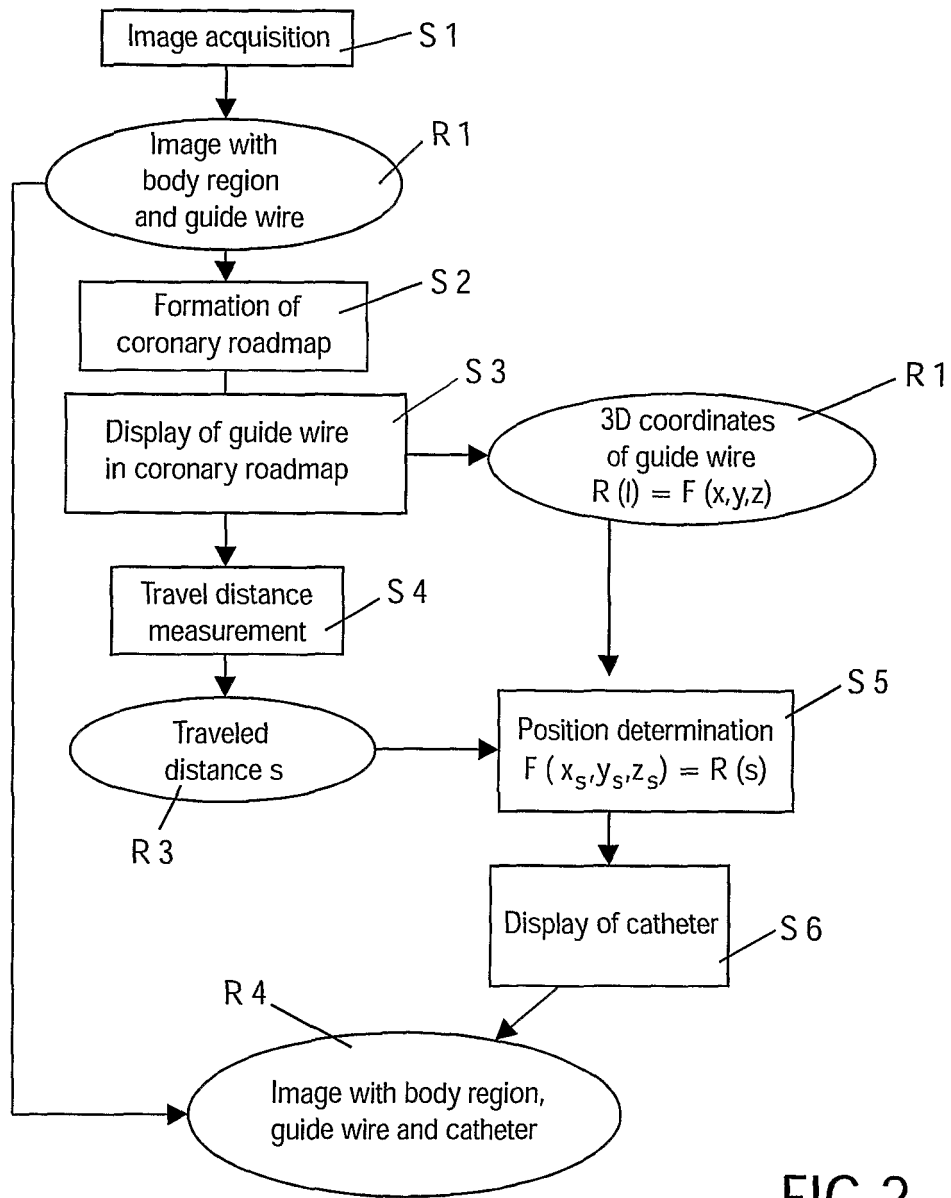 Image acquisition
S 1
Image with
body region
and guide wire
R 1
Formation of
coronary roadmap
S 2
Display of guide wire
in coronary roadmap
S 3
3D coordinates
of guide wire
R (l) = F (x,y,z)
R 1
Travel distance
measurement
S 4
Traveled
distance s
R 3
Position determination
F ( xₛ,yₛ,zₛ) = R (s)
S 5
Display of catheter
S 6
R 4
Image with body region,
guide wire and catheter
FIG 2